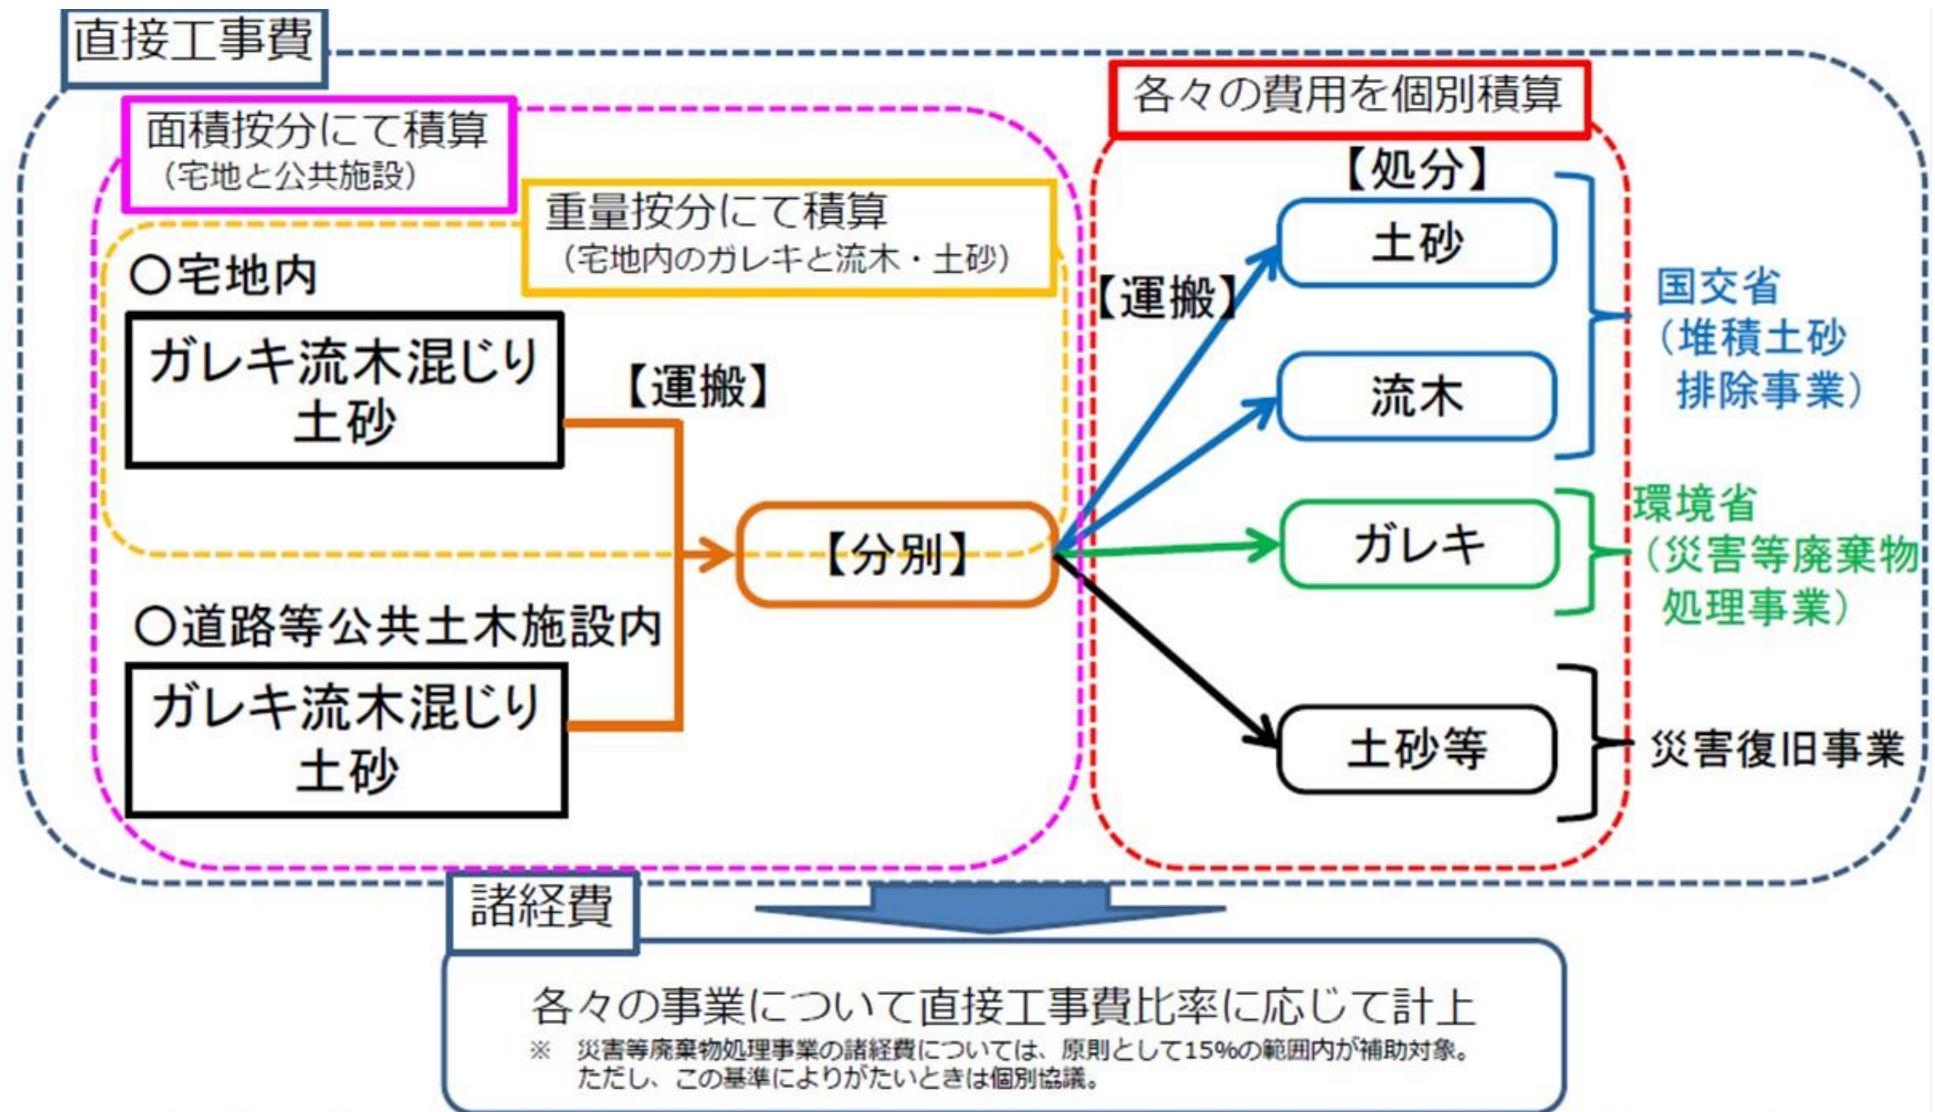 直接工事費
面積按分にて積算
（宅地と公共施設）
重量按分にて積算
（宅地内のガレキと流木・土砂）
○宅地内
ガレキ流木混じり
土砂
【運搬】
○道路等公共土木施設内
ガレキ流木混じり
土砂
【分別】
各々の費用を個別積算
【処分】
【運搬】
土砂
流木
ガレキ
土砂等
国交省
（堆積土砂
排除事業）
環境省
（災害等廃棄物
処理事業）
災害復旧事業
諸経費
各々の事業について直接工事費比率に応じて計上
※　災害等廃棄物処理事業の諸経費については、原則として15%の範囲内が補助対象。
ただし、この基準によりがたいときは個別協議。